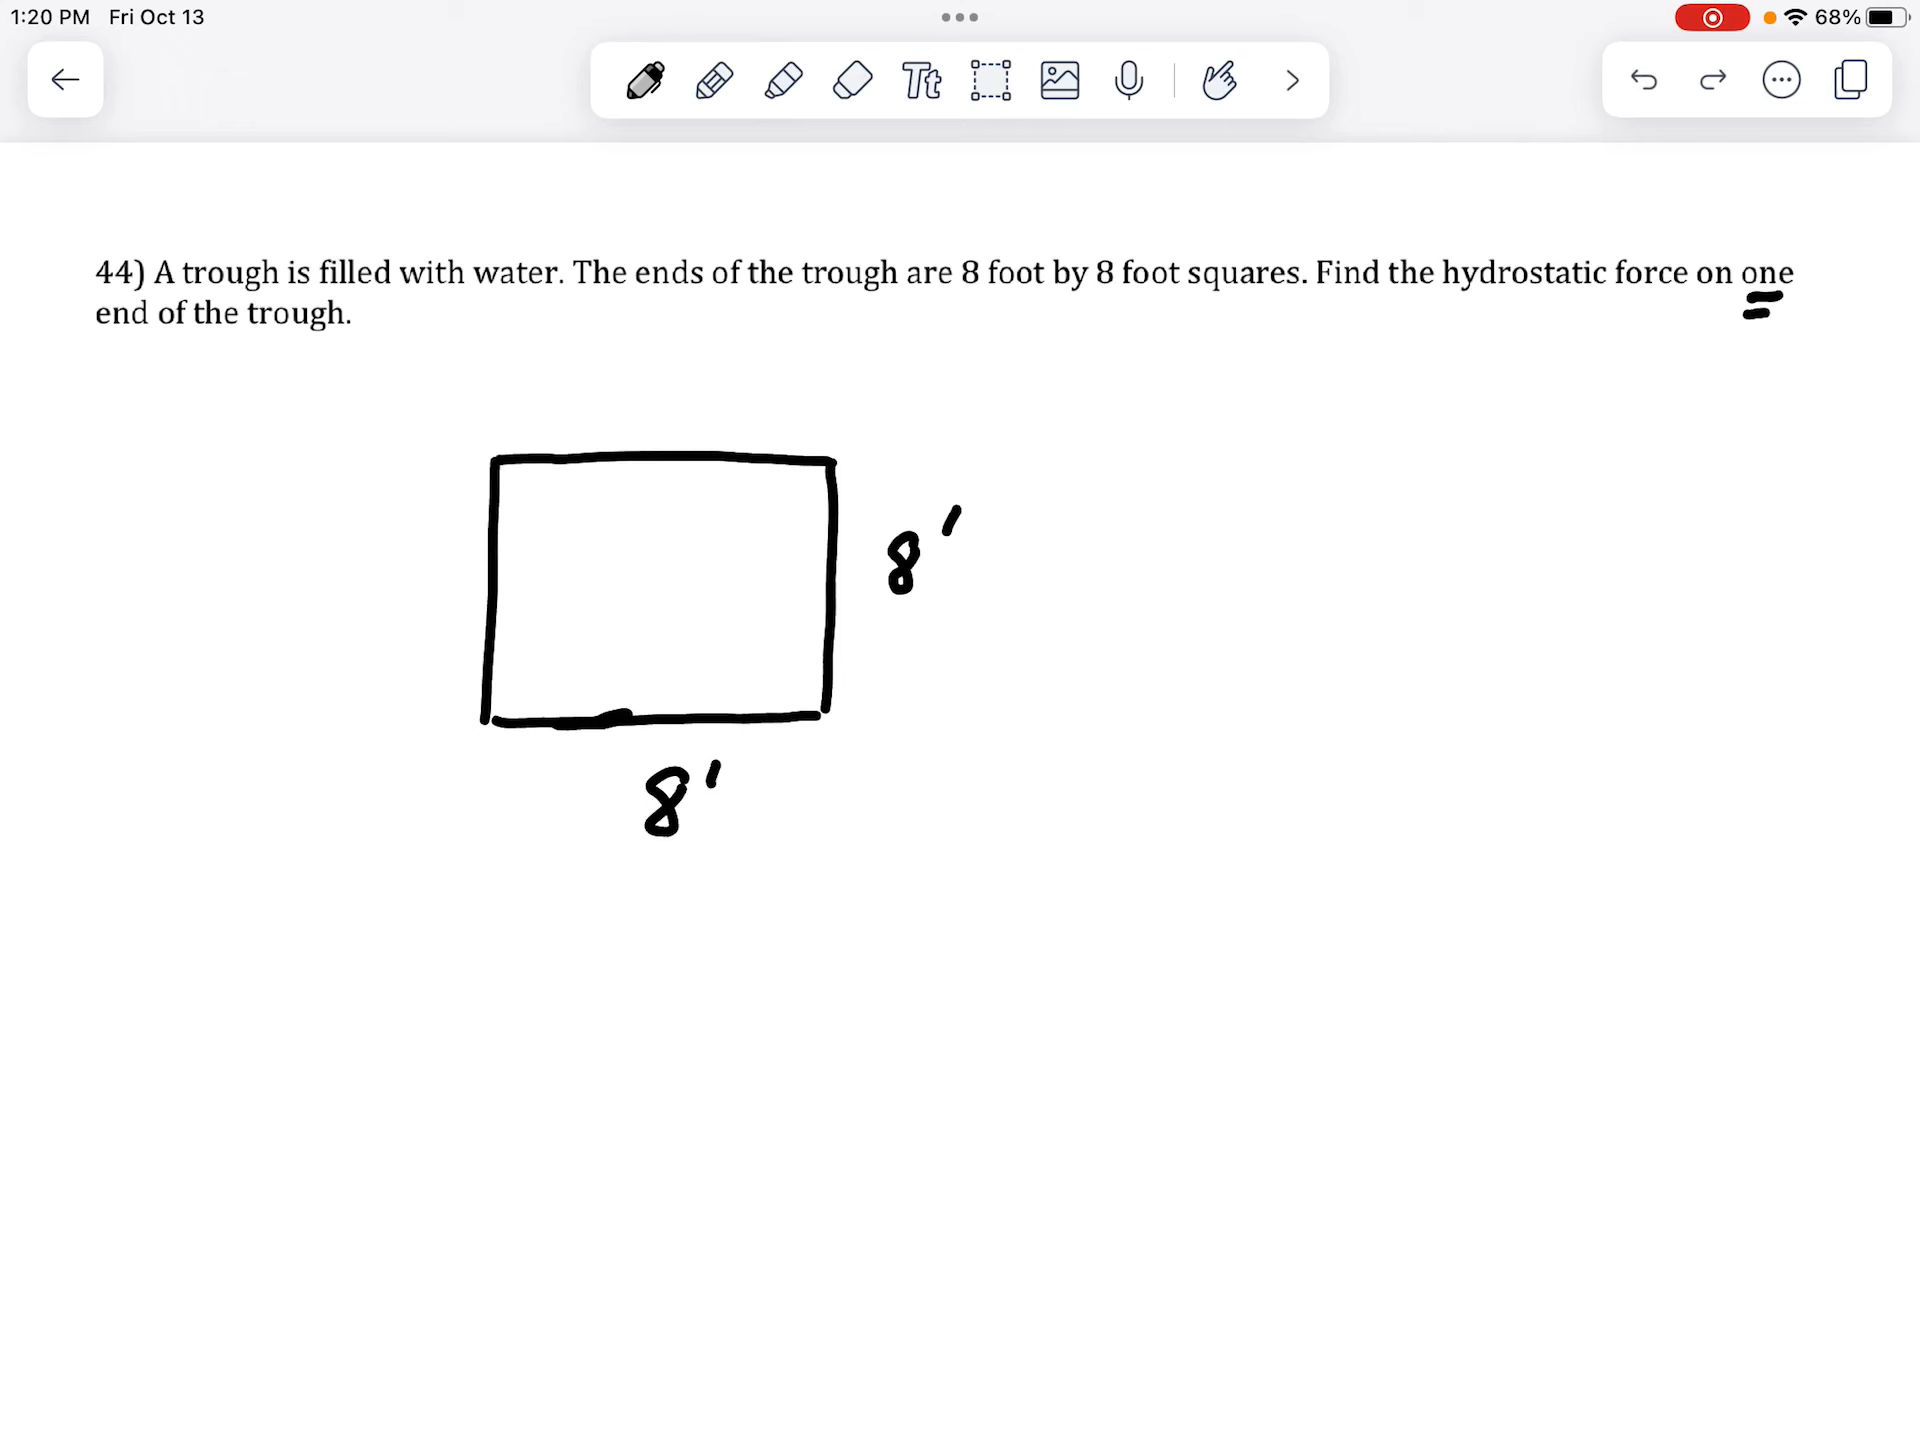 1:20 PM Fri Oct 13
68%
Tt
44) A trough is filled with water. The ends of the trough are 8 foot by 8 foot squares. Find the hydrostatic force on one
end of the trough.
8'
8'